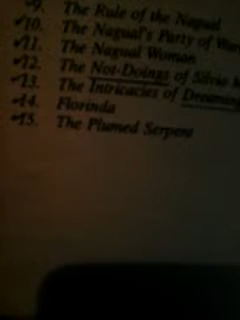 9. The Rule of the Nagual
10. The Nagual's Party of
11. The Nagual Woman
12. The Not-Doings of Silvio
13. The Intricacies of Dreaming
14. Florinda
15. The Plumed Serpent